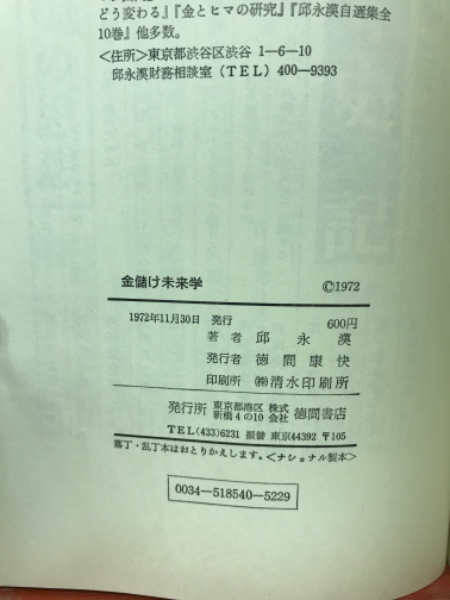 どう変わる』『金とヒマの研究』『邱永漢自選集全
10巻』他多数。
<住所>東京都渋谷区渋谷 1−6−10
邱永漢財務相談室（TEL）400−9393
金儲け未来学 ©1972
1972年11月30日 発行 600円
著者 邱永漢
発行者 徳間康快
印刷所 ㈱清水印刷所
発行所 東京都港区新橋4の10 株式会社 徳間書店
TEL(433)6231 振替 東京44392 〒105
落丁・乱丁本はおとりかえします。<ナショナル製本>
0034−518540−5229